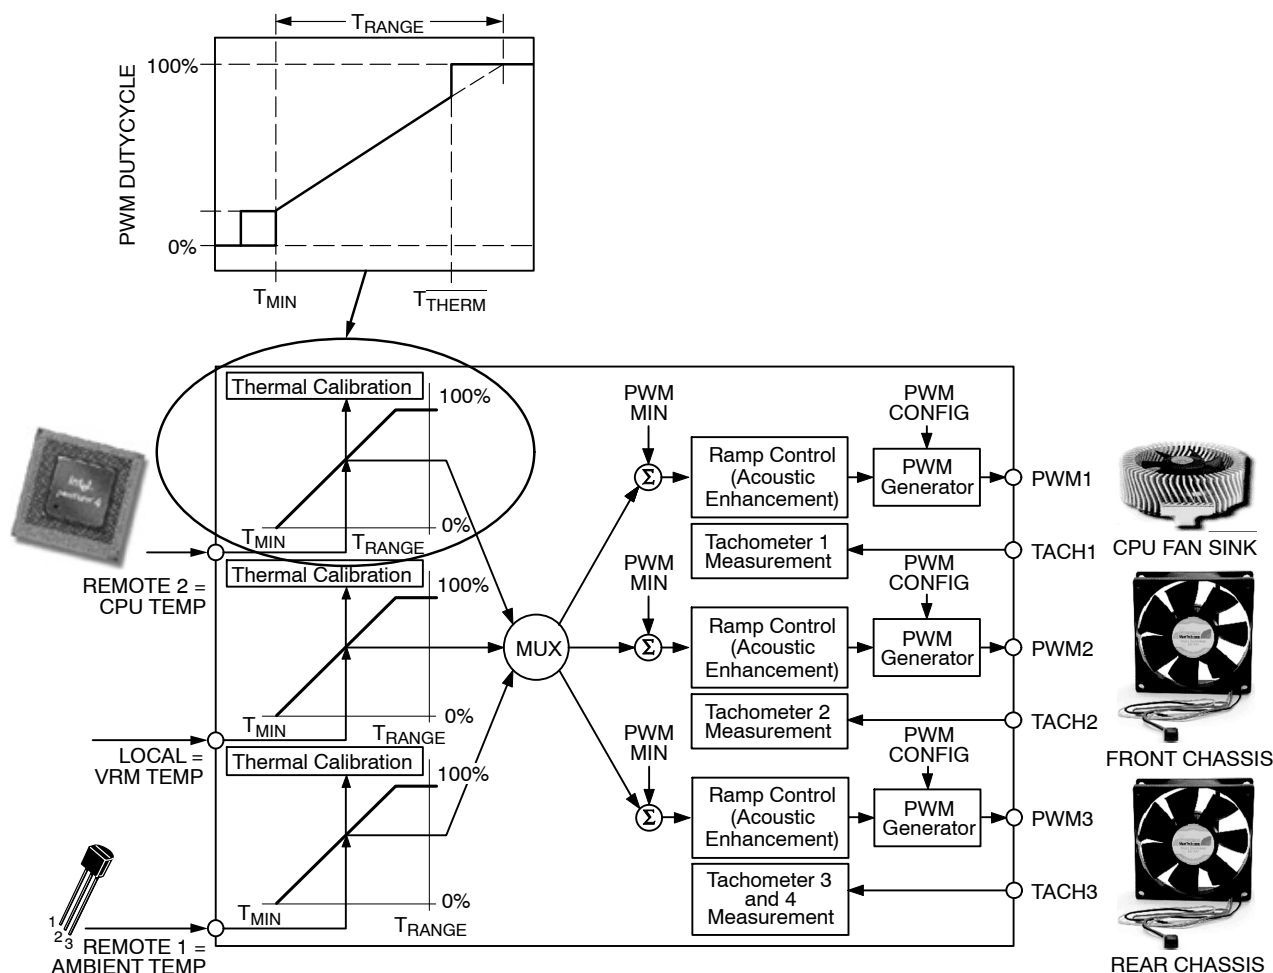 TRANGE
100%
PWM DUTYCYCLE
0%
TMIN
TTHERM
Thermal Calibration
100%
0%
TMIN
TRANGE
REMOTE 2 =
CPU TEMP
Thermal Calibration
100%
0%
TMIN
TRANGE
LOCAL =
VRM TEMP
Thermal Calibration
100%
0%
TMIN
TRANGE
1
2
3
REMOTE 1 =
AMBIENT TEMP
MUX
PWM
MIN
Σ
Ramp Control
(Acoustic
Enhancement)
PWM
CONFIG
PWM
Generator
PWM1
Tachometer 1
Measurement
TACH1
CPU FAN SINK
PWM
MIN
Σ
Ramp Control
(Acoustic
Enhancement)
PWM
CONFIG
PWM
Generator
PWM2
Tachometer 2
Measurement
TACH2
FRONT CHASSIS
PWM
MIN
Σ
Ramp Control
(Acoustic
Enhancement)
PWM
CONFIG
PWM
Generator
PWM3
Tachometer 3
and 4
Measurement
TACH3
REAR CHASSIS
intel
pentium 4